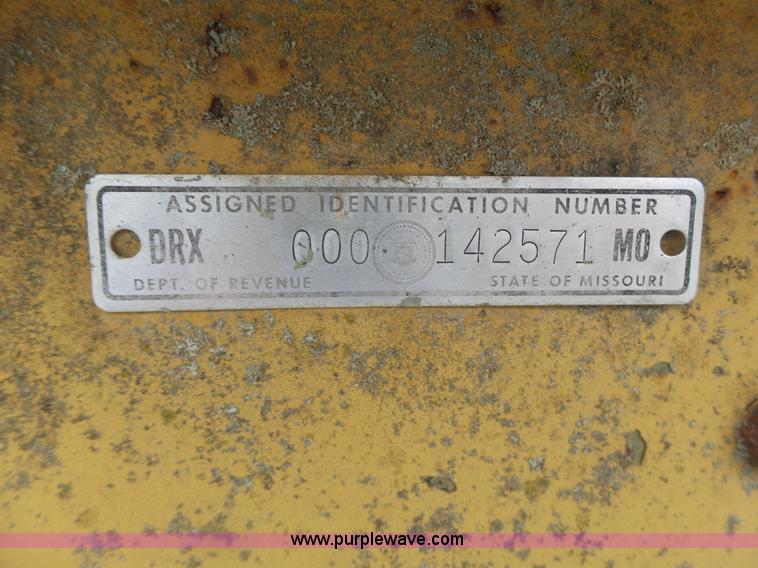 ASSIGNED IDENTIFICATION NUMBER
DRX 000 142571 MO
DEPT. OF REVENUE STATE OF MISSOURI
www.purplewave.com